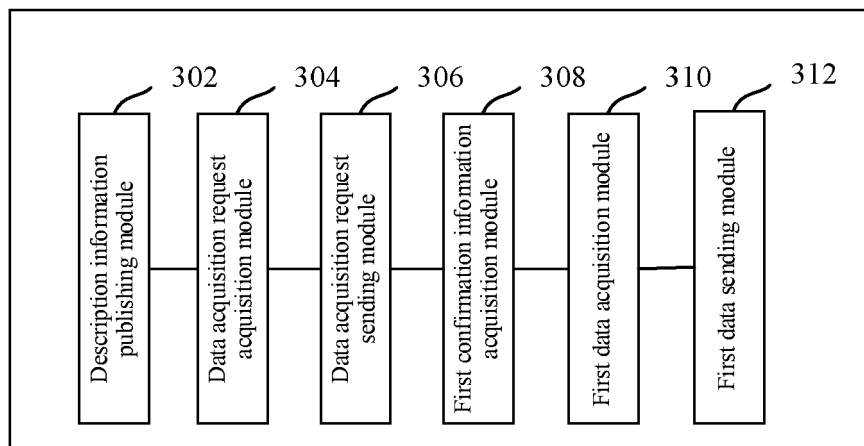 302
304
306
308
310
312
Description information
publishing module
Data acquisition request
acquisition module
Data acquisition request
sending module
First confirmation information
acquisition module
First data acquisition module
First data sending module